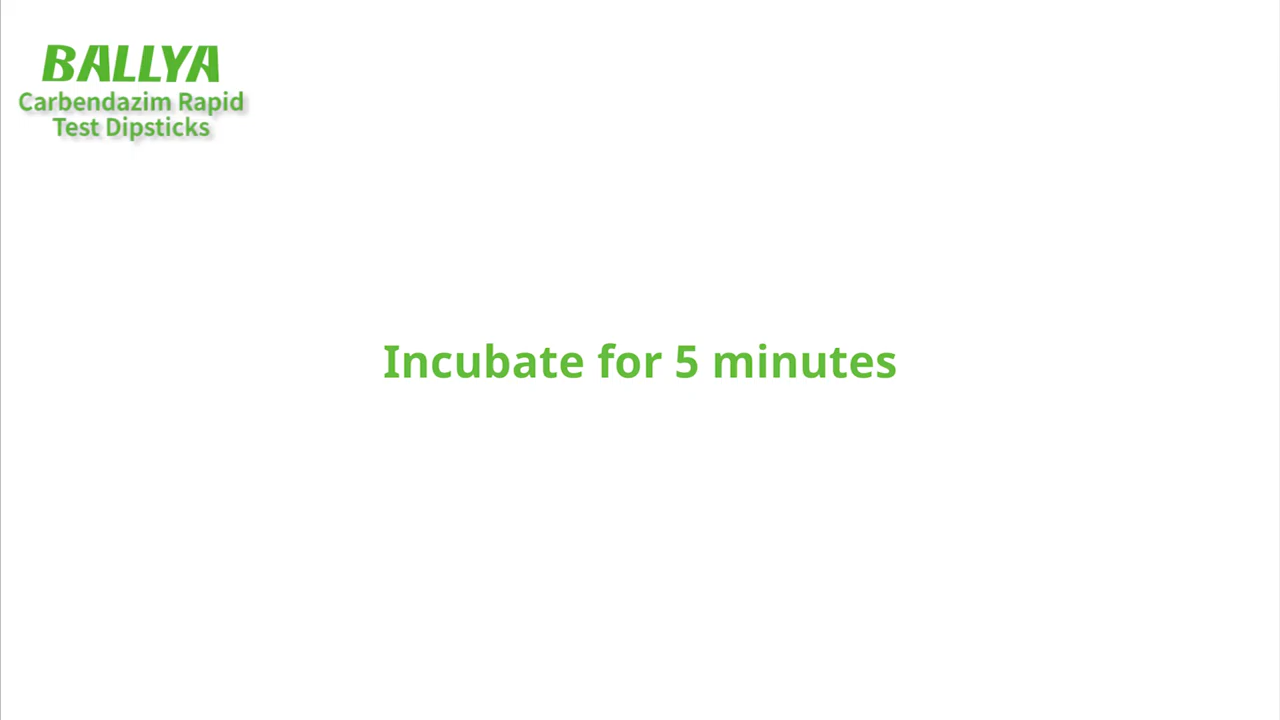 BALLYA
Carbendazim Rapid
Test Dipsticks
Incubate for 5 minutes